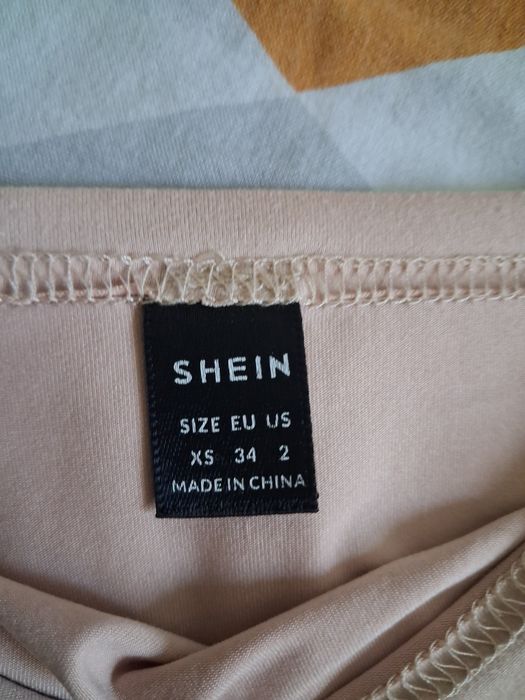 SHEIN
SIZE EU US
XS 34 2
MADE IN CHINA